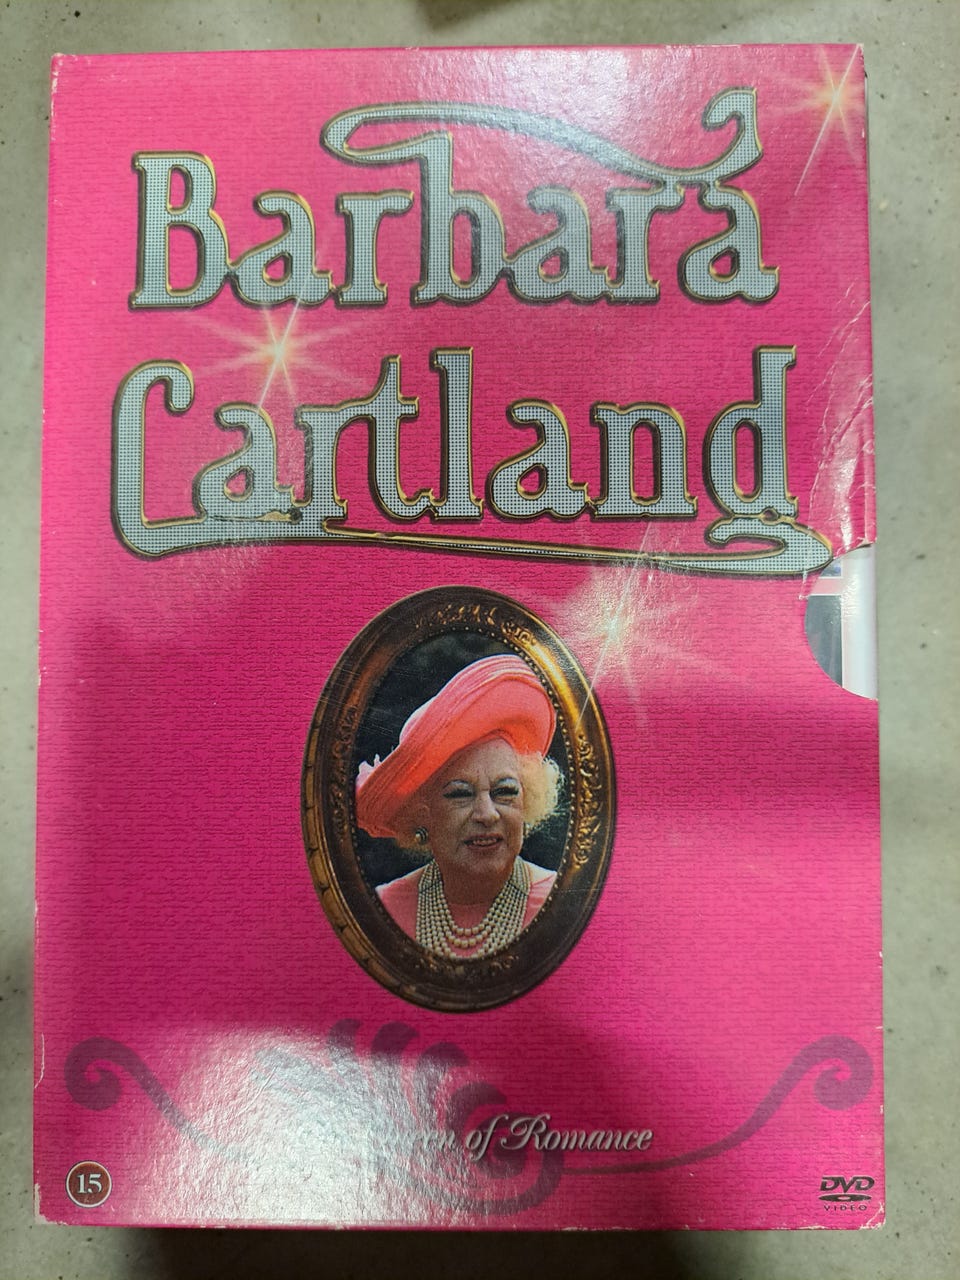 Barbara
Cartland
of Romance
15
DVD
VIDEO